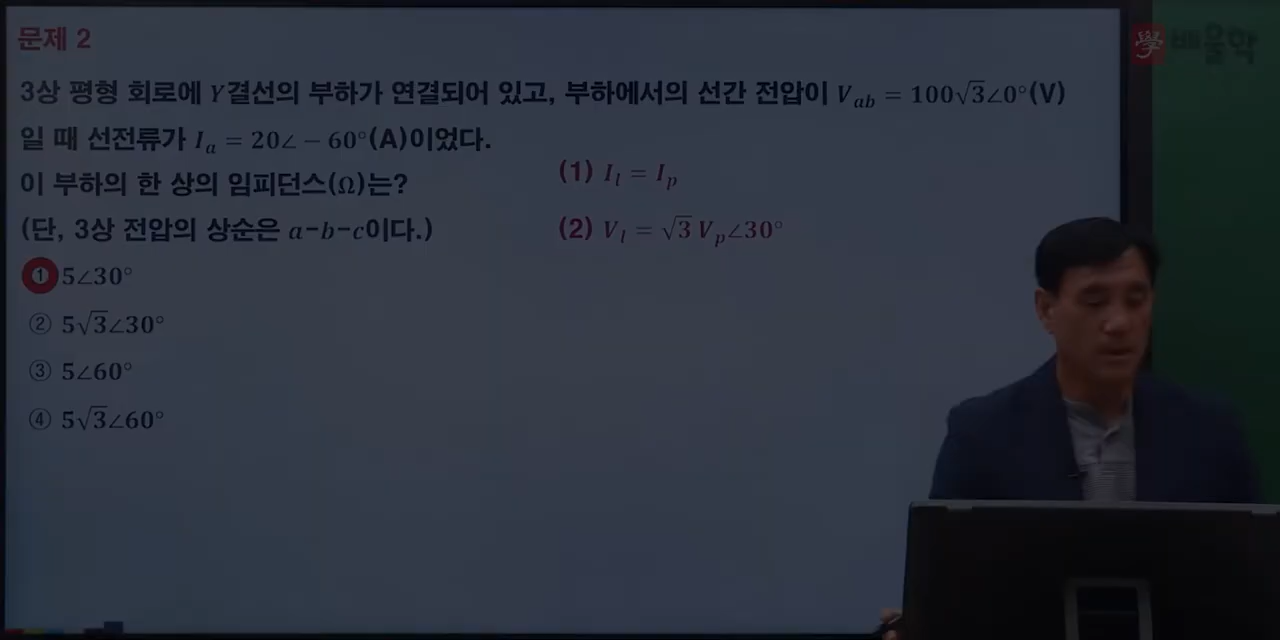 문제 2
學 배울학
3상 평형 회로에 Y결선의 부하가 연결되어 있고, 부하에서의 선간 전압이 V_ab = 100√3∠0°(V)
일 때 선전류가 I_a = 20∠ − 60°(A)이었다.
이 부하의 한 상의 임피던스(Ω)는?
(1) I_l = I_p
(단, 3상 전압의 상순은 a-b-c이다.)
(2) V_l = √3 V_p∠30°
① 5∠30°
② 5√3∠30°
③ 5∠60°
④ 5√3∠60°